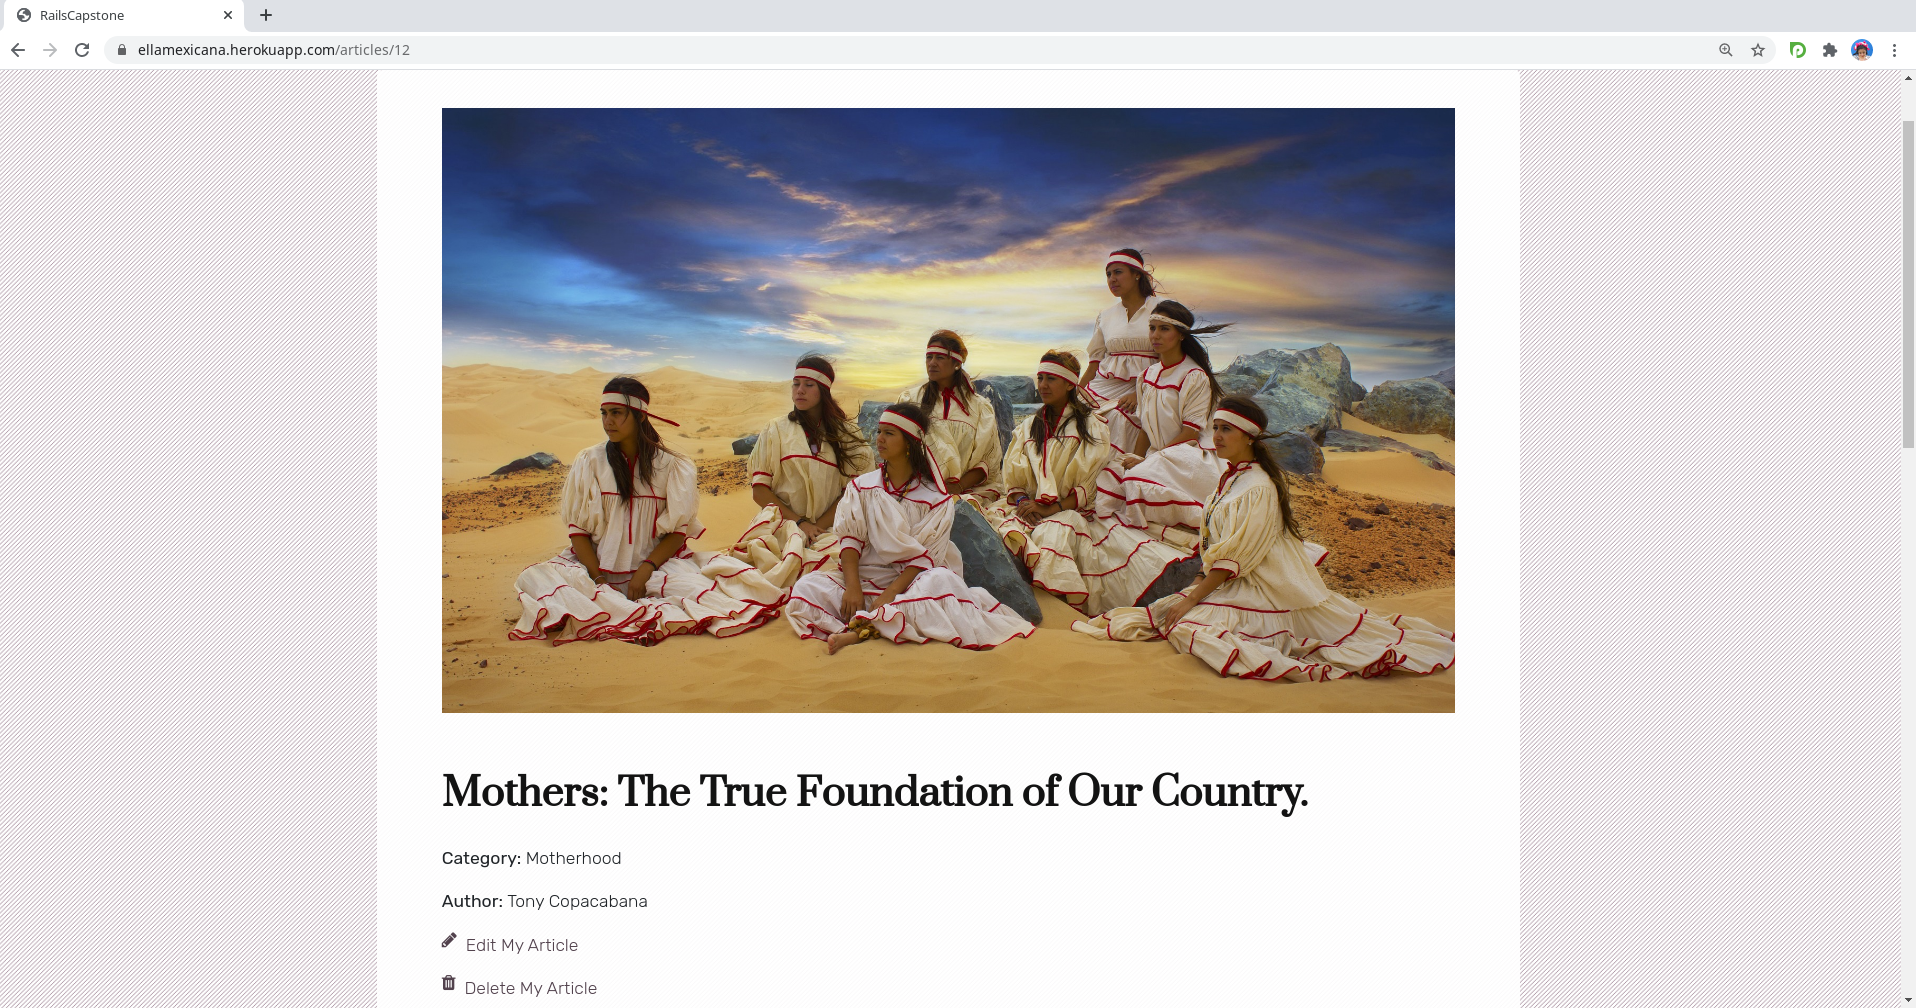 RailsCapstone
ellamexicana.herokuapp.com/articles/12
Mothers: The True Foundation of Our Country.
Category: Motherhood
Author: Tony Copacabana
Edit My Article
Delete My Article